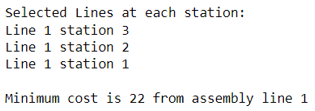 Selected Lines at each station:
Line 1 station 3
Line 1 station 2
Line 1 station 1
Minimum cost is 22 from assembly line 1